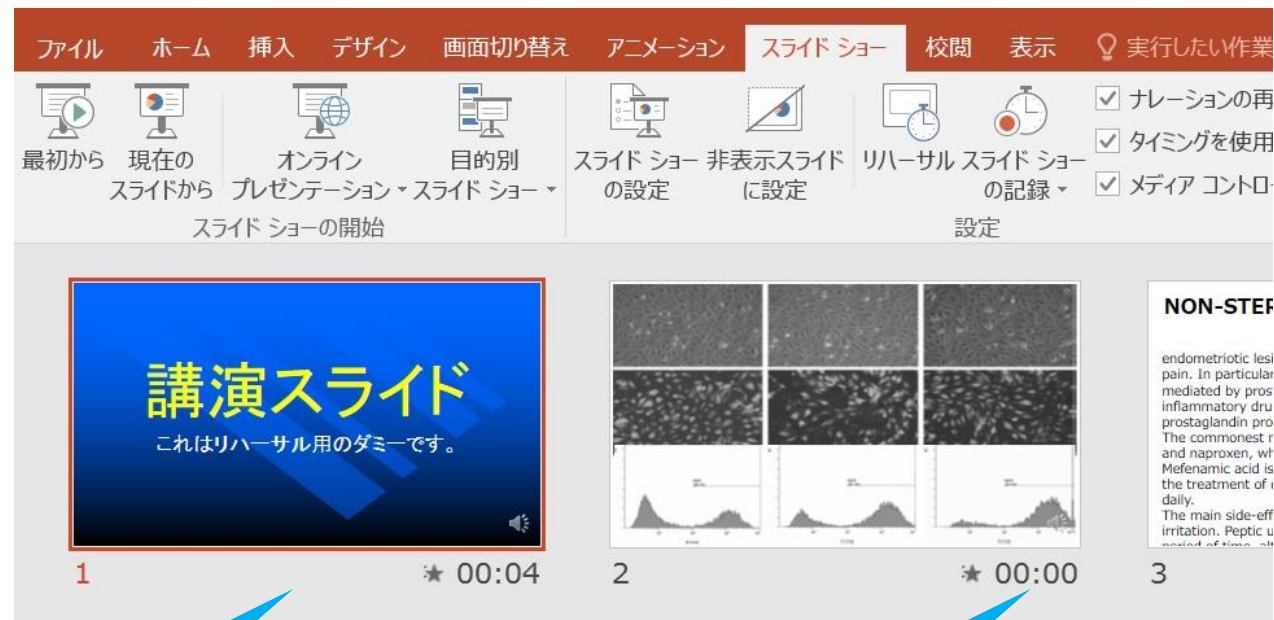 ファイル ホーム 挿入 デザイン 画面切り替え アニメーション スライド ショー 校閲 表示 実行したい作業
最初から 現在の スライドから オンライン プレゼンテーション 目的別 スライド ショー スライド ショー の設定 非表示スライド に設定 リハーサル スライド ショー の記録
ナレーションの再
タイミングを使用
メディア コントロ
スライド ショーの開始 設定
講演スライド
これはリハーサル用のダミーです。
1 00:04
2 00:00
NON-STER
endometriotic lesi
pain. In particular
mediated by pros
inflammatory dru
prostaglandin pro
The commonest
and naproxen, wh
Mefenamic acid is
the treatment of
daily.
The main side-eff
irritation. Peptic u
3